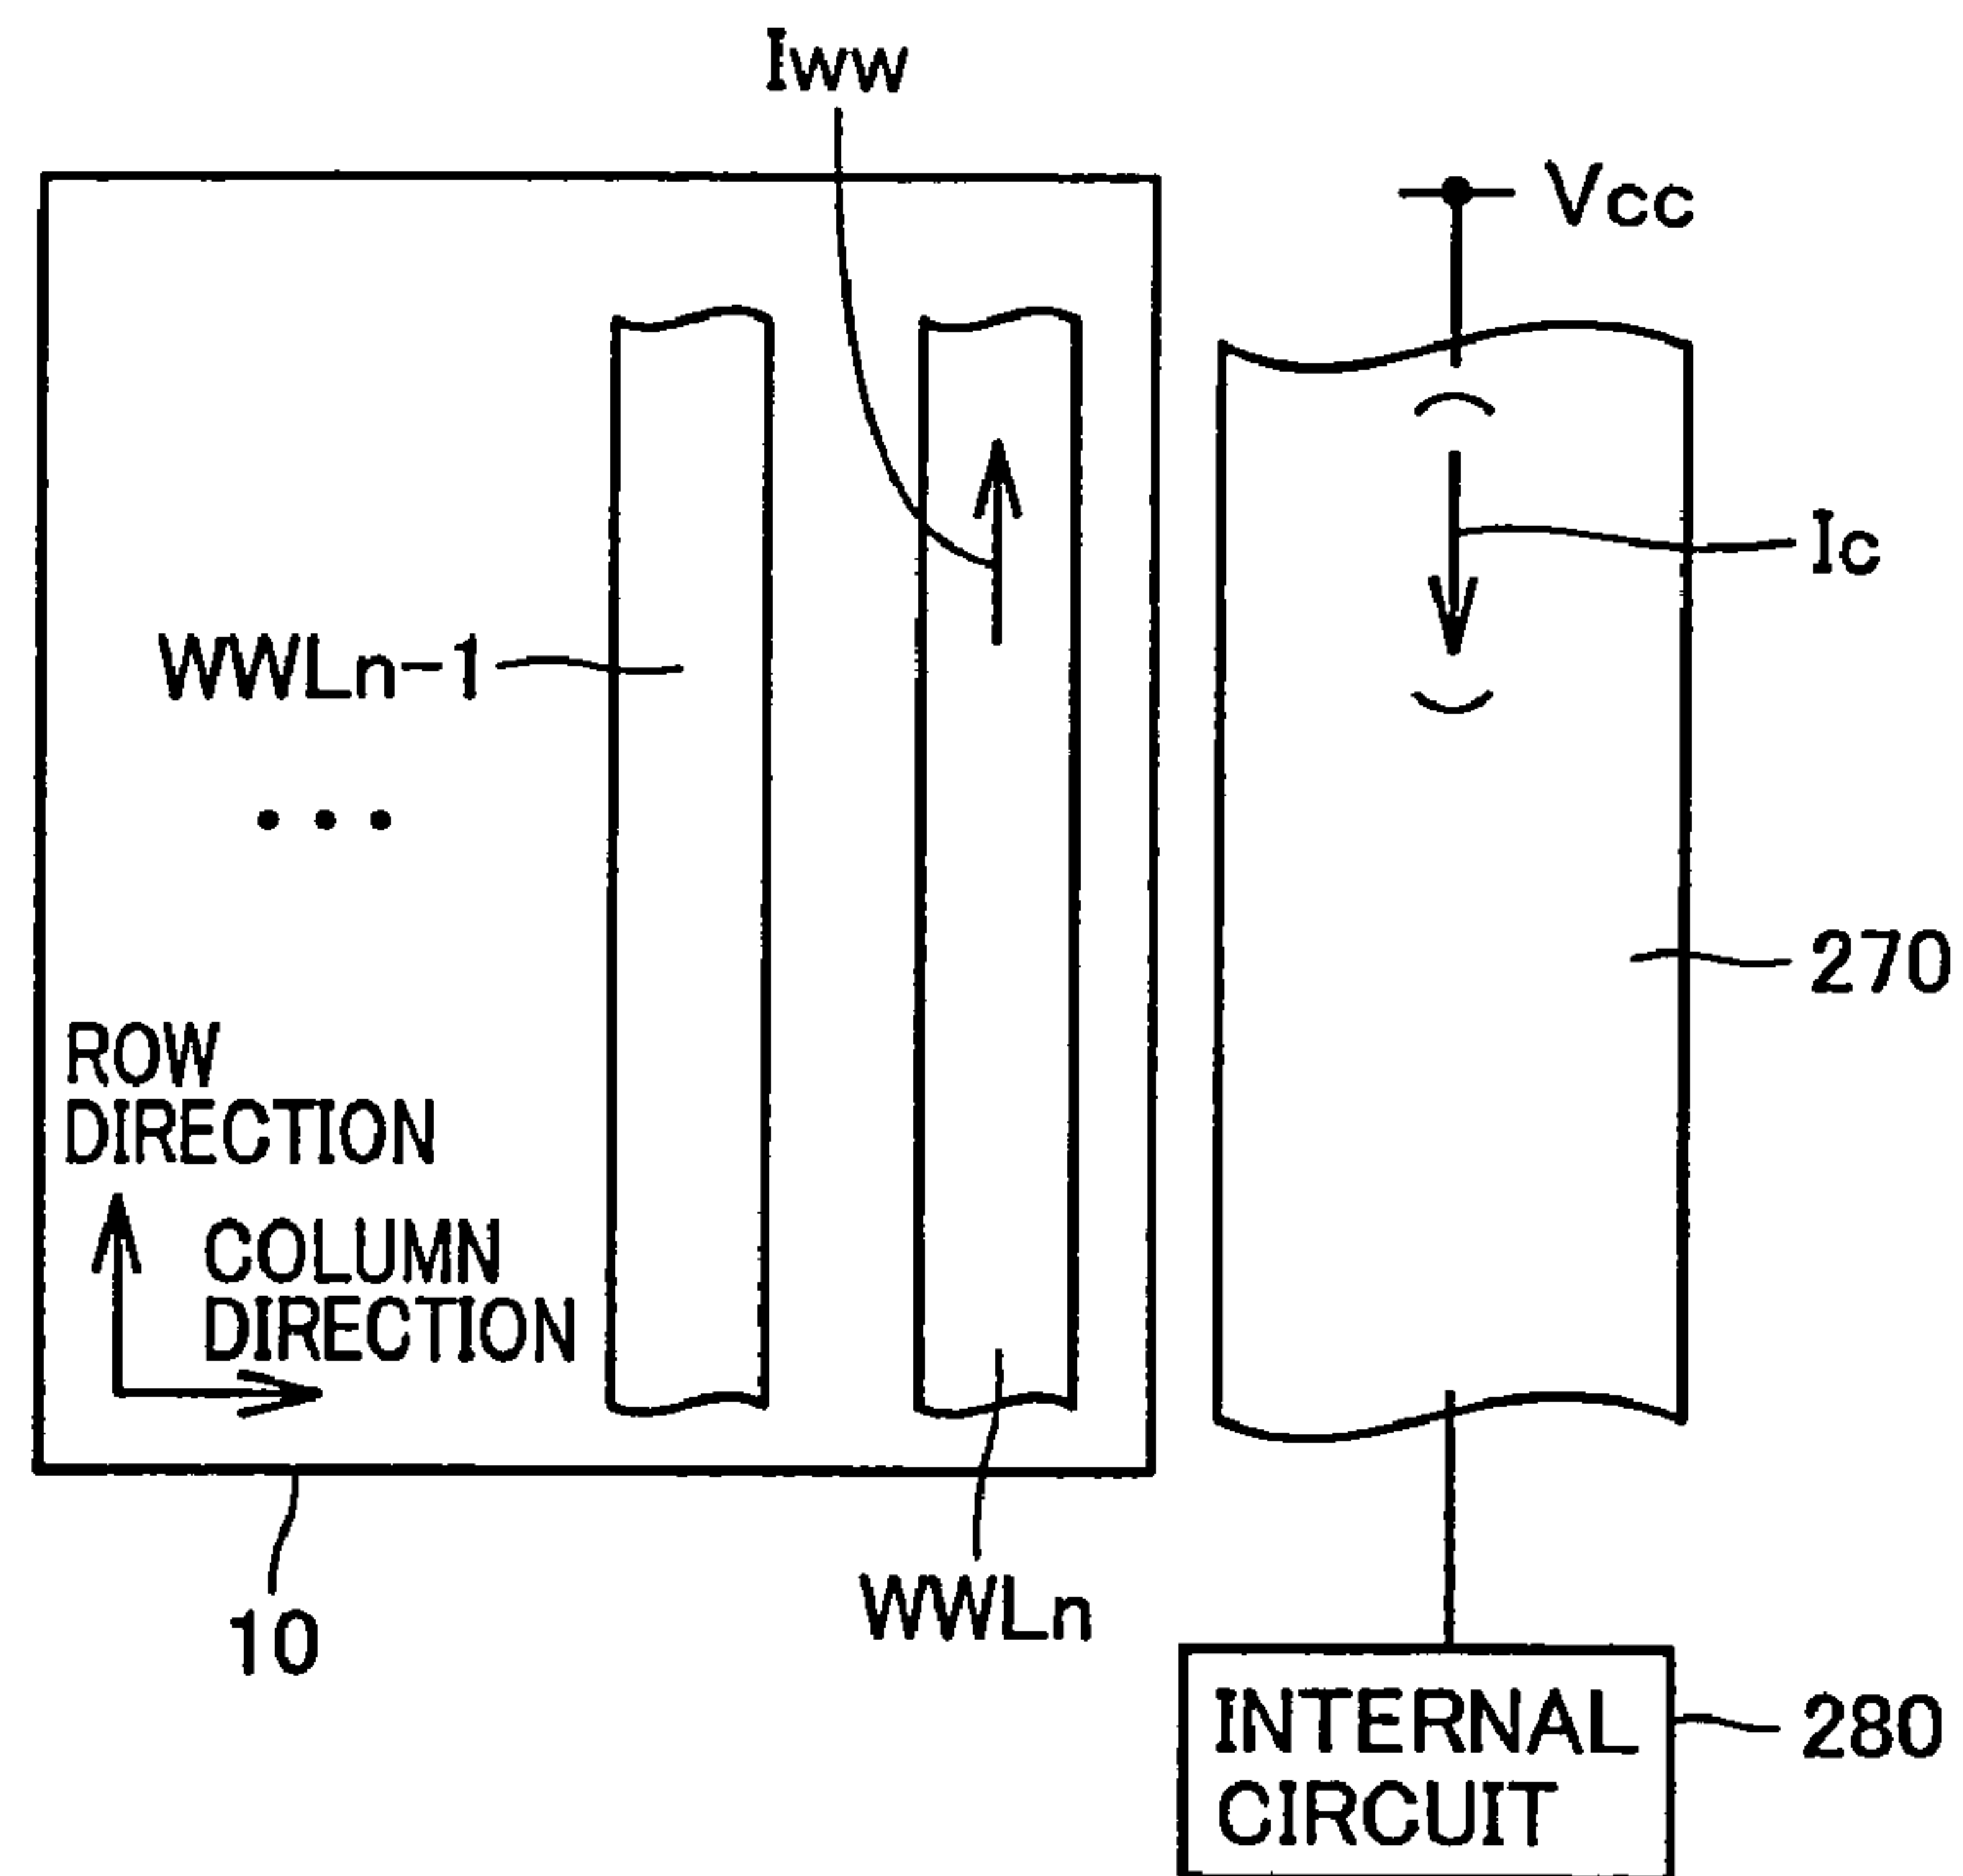 Iww
Vcc
Ic
WWLn-1
270
ROW
DIRECTION
COLUMN
DIRECTION
WWLn
10
INTERNAL
CIRCUIT
280